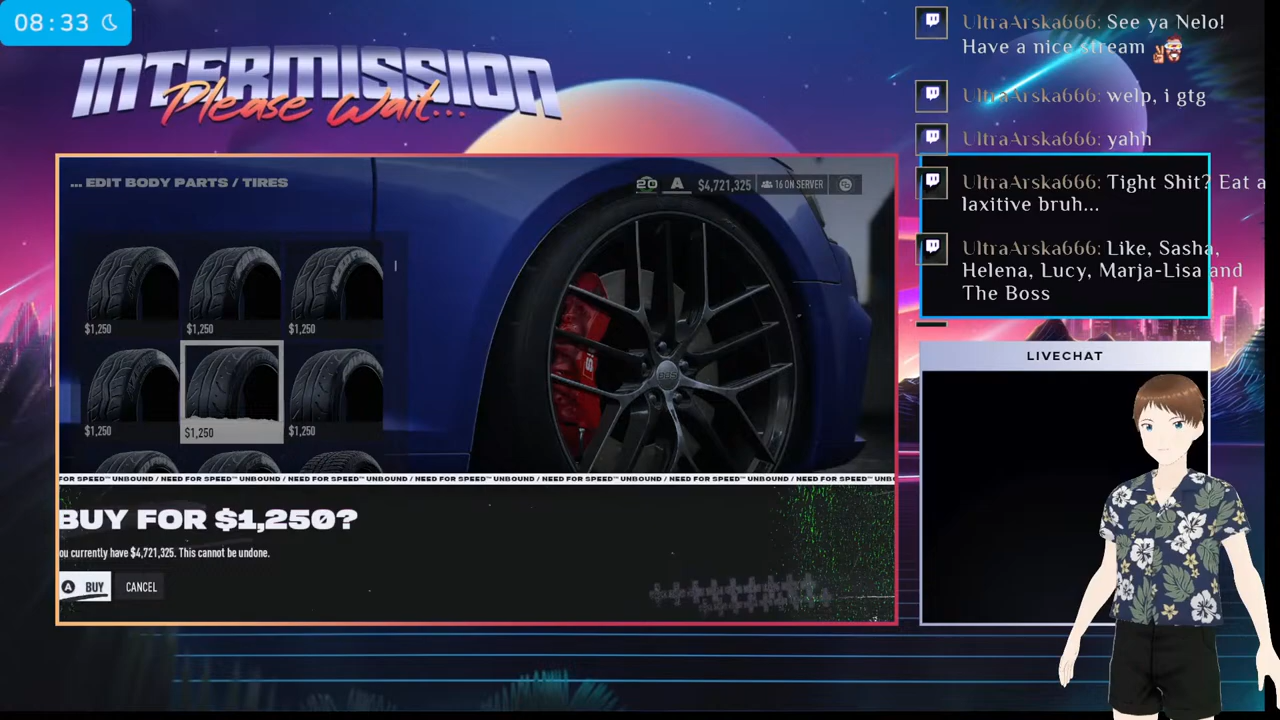 08:33
INTERMISSION
Please Wait...
... EDIT BODY PARTS / TIRES
20 A $4,721,325 16 ON SERVER
$1,250 $1,250 $1,250
$1,250 $1,250 $1,250
FOR SPEED™ UNBOUND / NEED FOR SPEED™ UNBOUND / NEED FOR SPEED™ UNBOUND / NEED FOR SPEED™ UNBOUND / NEED FOR SPEED™ UNBOUND / NEED FOR SPEED™ UNBOUND / NEED FOR SPEED™ UNBOUND / NEED
BUY FOR $1,250?
ou currently have $4,721,325. This cannot be undone.
A BUY CANCEL
UltraArska666: See ya Nelo!
Have a nice stream
UltraArska666: welp, i gtg
UltraArska666: yahh
UltraArska666: Tight Shit? Eat a
laxitive bruh...
UltraArska666: Like, Sasha,
Helena, Lucy, Marja-Lisa and
The Boss
LIVECHAT